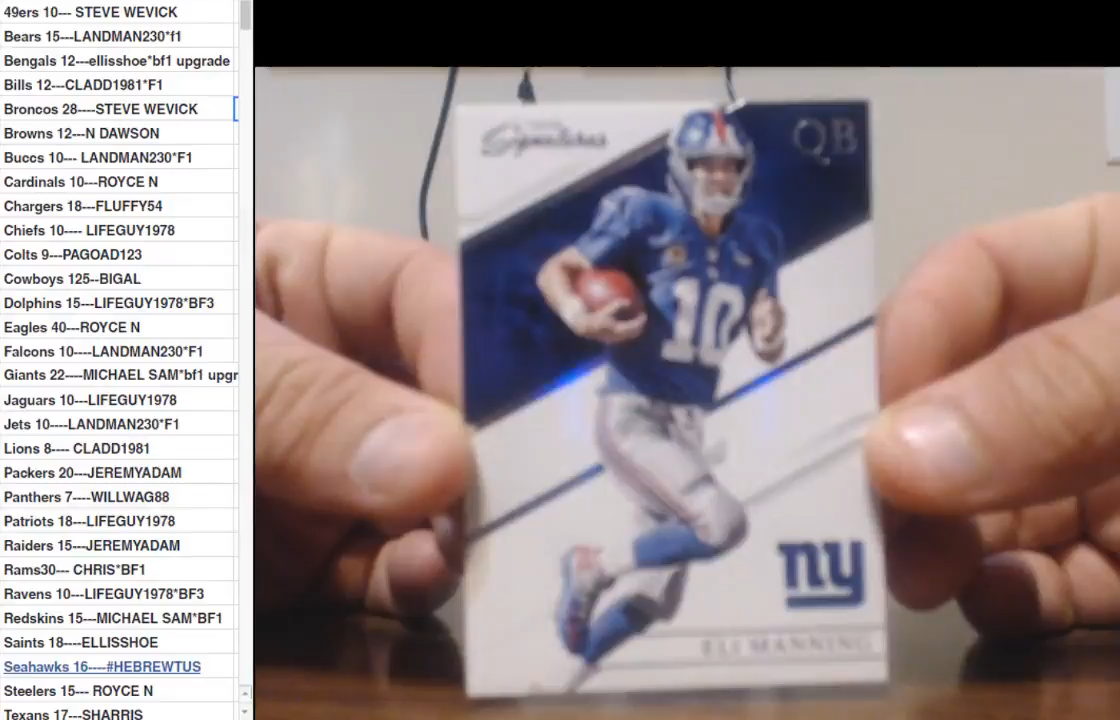 49ers 10--- STEVE WEVICK
Bears 15---LANDMAN230*f1
Bengals 12---ellisshoe*bf1 upgrade
Bills 12---CLADD1981*F1
Broncos 28----STEVE WEVICK
Browns 12---N DAWSON
Buccs 10--- LANDMAN230*F1
Cardinals 10---ROYCE N
Chargers 18---FLUFFY54
Chiefs 10---- LIFEGUY1978
Colts 9---PAGOAD123
Cowboys 125--BIGAL
Dolphins 15---LIFEGUY1978*BF3
Eagles 40---ROYCE N
Falcons 10----LANDMAN230*F1
Giants 22----MICHAEL SAM*bf1 upgr
Jaguars 10---LIFEGUY1978
Jets 10----LANDMAN230*F1
Lions 8---- CLADD1981
Packers 20---JEREMYADAM
Panthers 7----WILLWAG88
Patriots 18----LIFEGUY1978
Raiders 15---JEREMYADAM
Rams30--- CHRIS*BF1
Ravens 10----LIFEGUY1978*BF3
Redskins 15---MICHAEL SAM*BF1
Saints 18----ELLISSHOE
Seahawks 16----#HEBREWTUS
Steelers 15--- ROYCE N
Texans 17---SHARRIS
Signatures
QB
10
ny
ELI MANNING